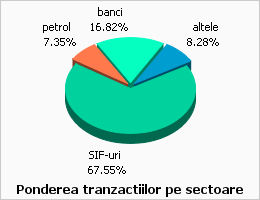 banci
16.82%
petrol
7.35%
altele
8.28%
SIF-uri
67.55%
Ponderea tranzactiilor pe sectoare